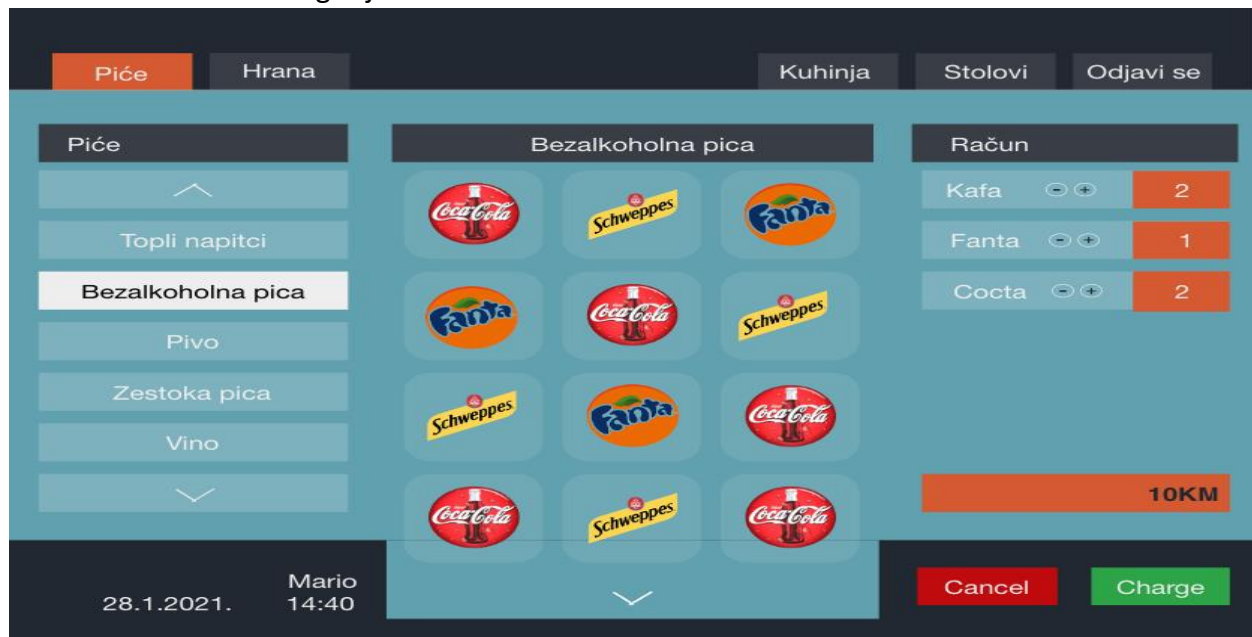 Piće
Hrana
Kuhinja
Stolovi
Odjavi se
Piće
Topli napitci
Bezalkoholna pica
Pivo
Zestoka pica
Vino
Bezalkoholna pica
Coca-Cola
Schweppes
Fanta
Fanta
Coca-Cola
Schweppes
Schweppes
Fanta
Coca-Cola
Coca-Cola
Schweppes
Coca-Cola
Račun
Kafa - + 2
Fanta - + 1
Cocta - + 2
10KM
Mario
28.1.2021. 14:40
Cancel
Charge